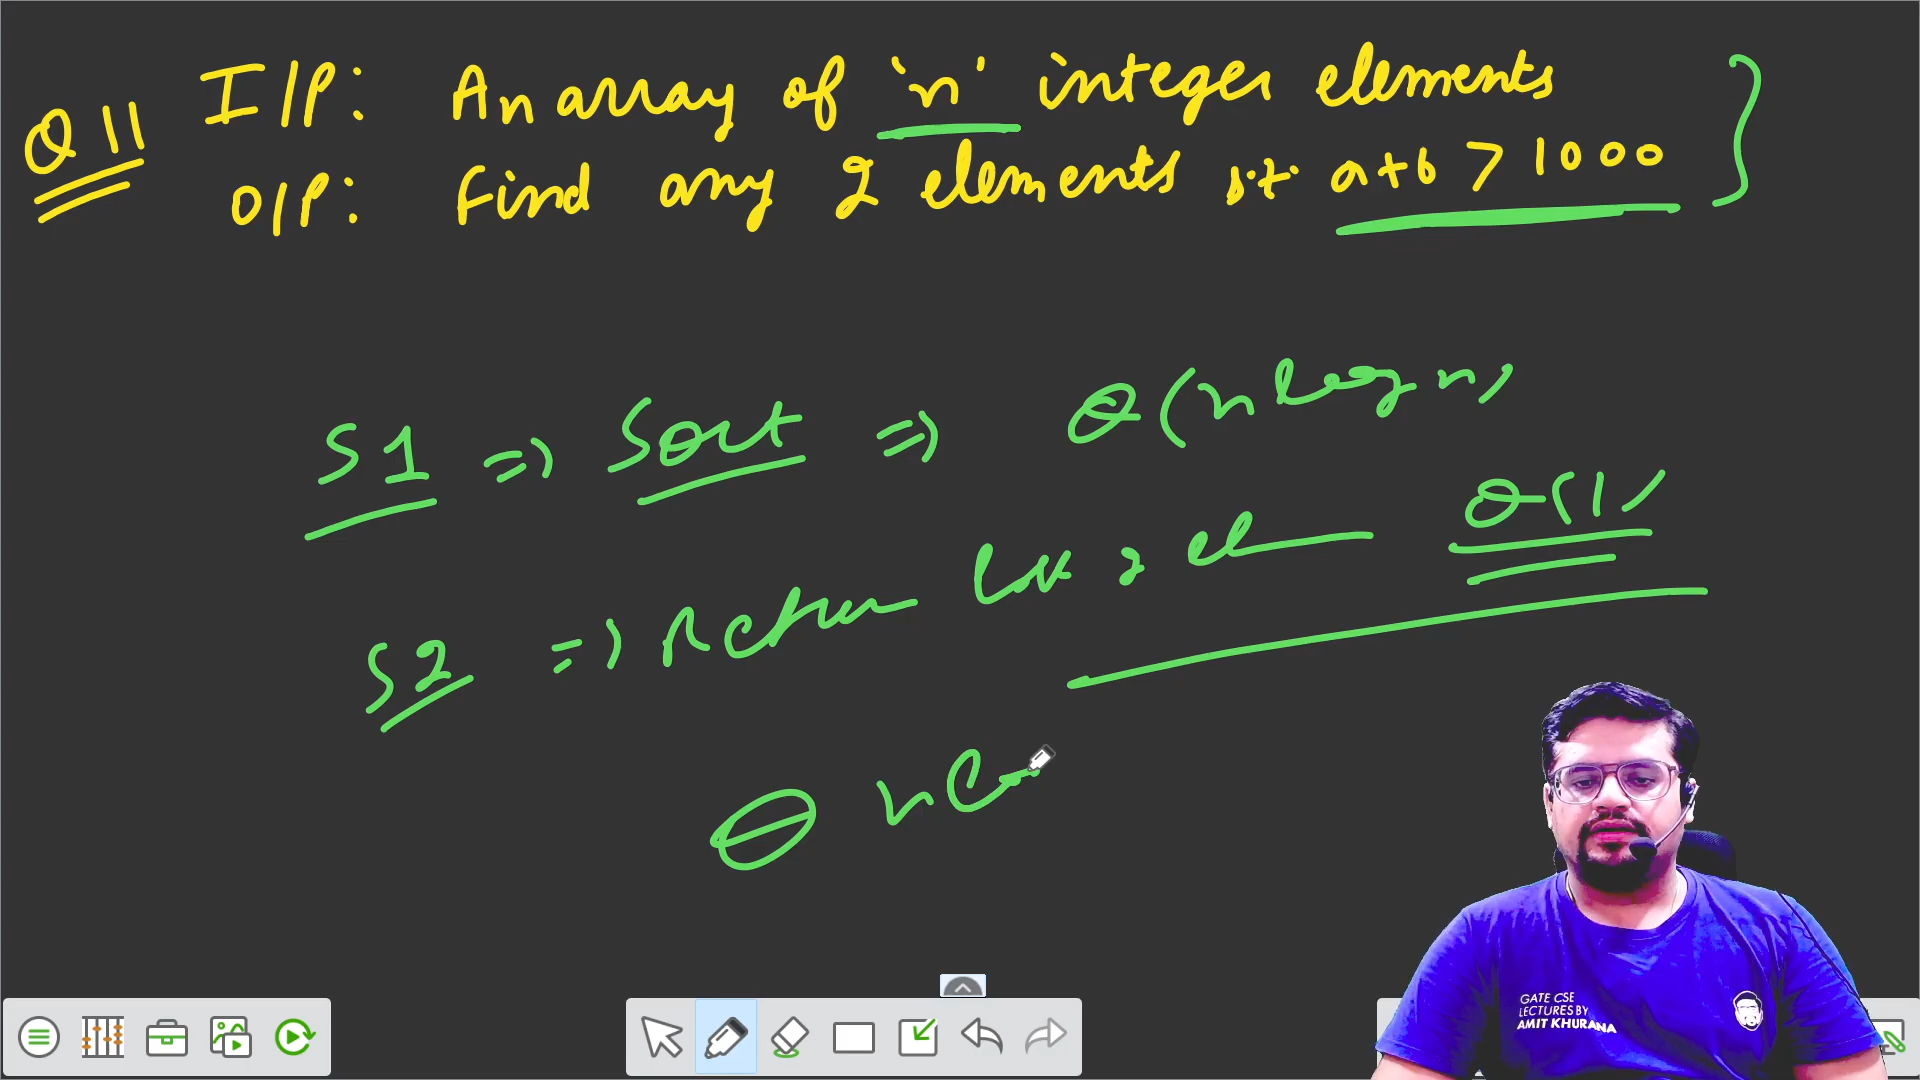 Q11 I/P: An array of 'n' integer elements
O/P: Find any 2 elements s.t. a+b > 1000
S1 => Sort => θ(n log n)
S2 => Return last 2 el θ(1)
θ n
GATE CSE
LECTURES BY
AMIT KHURANA